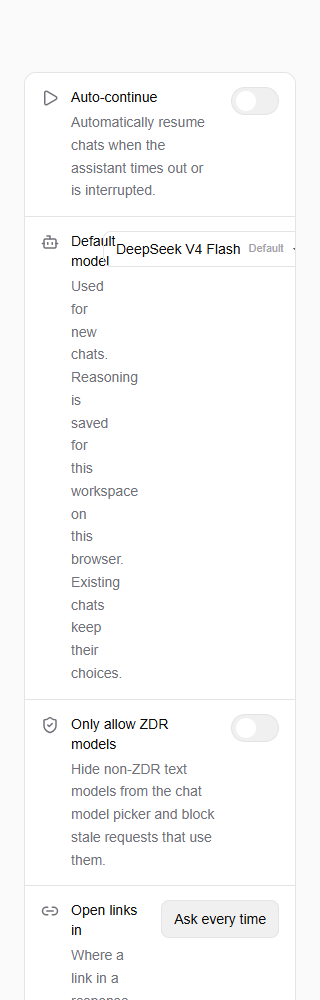 Auto-continue
Automatically resume
chats when the
assistant times out or
is interrupted.
Default
model
DeepSeek V4 Flash Default
Used
for
new
chats.
Reasoning
is
saved
for
this
workspace
on
this
browser.
Existing
chats
keep
their
choices.
Only allow ZDR
models
Hide non-ZDR text
models from the chat
model picker and block
stale requests that use
them.
Open links
in
Ask every time
Where a
link in a
response